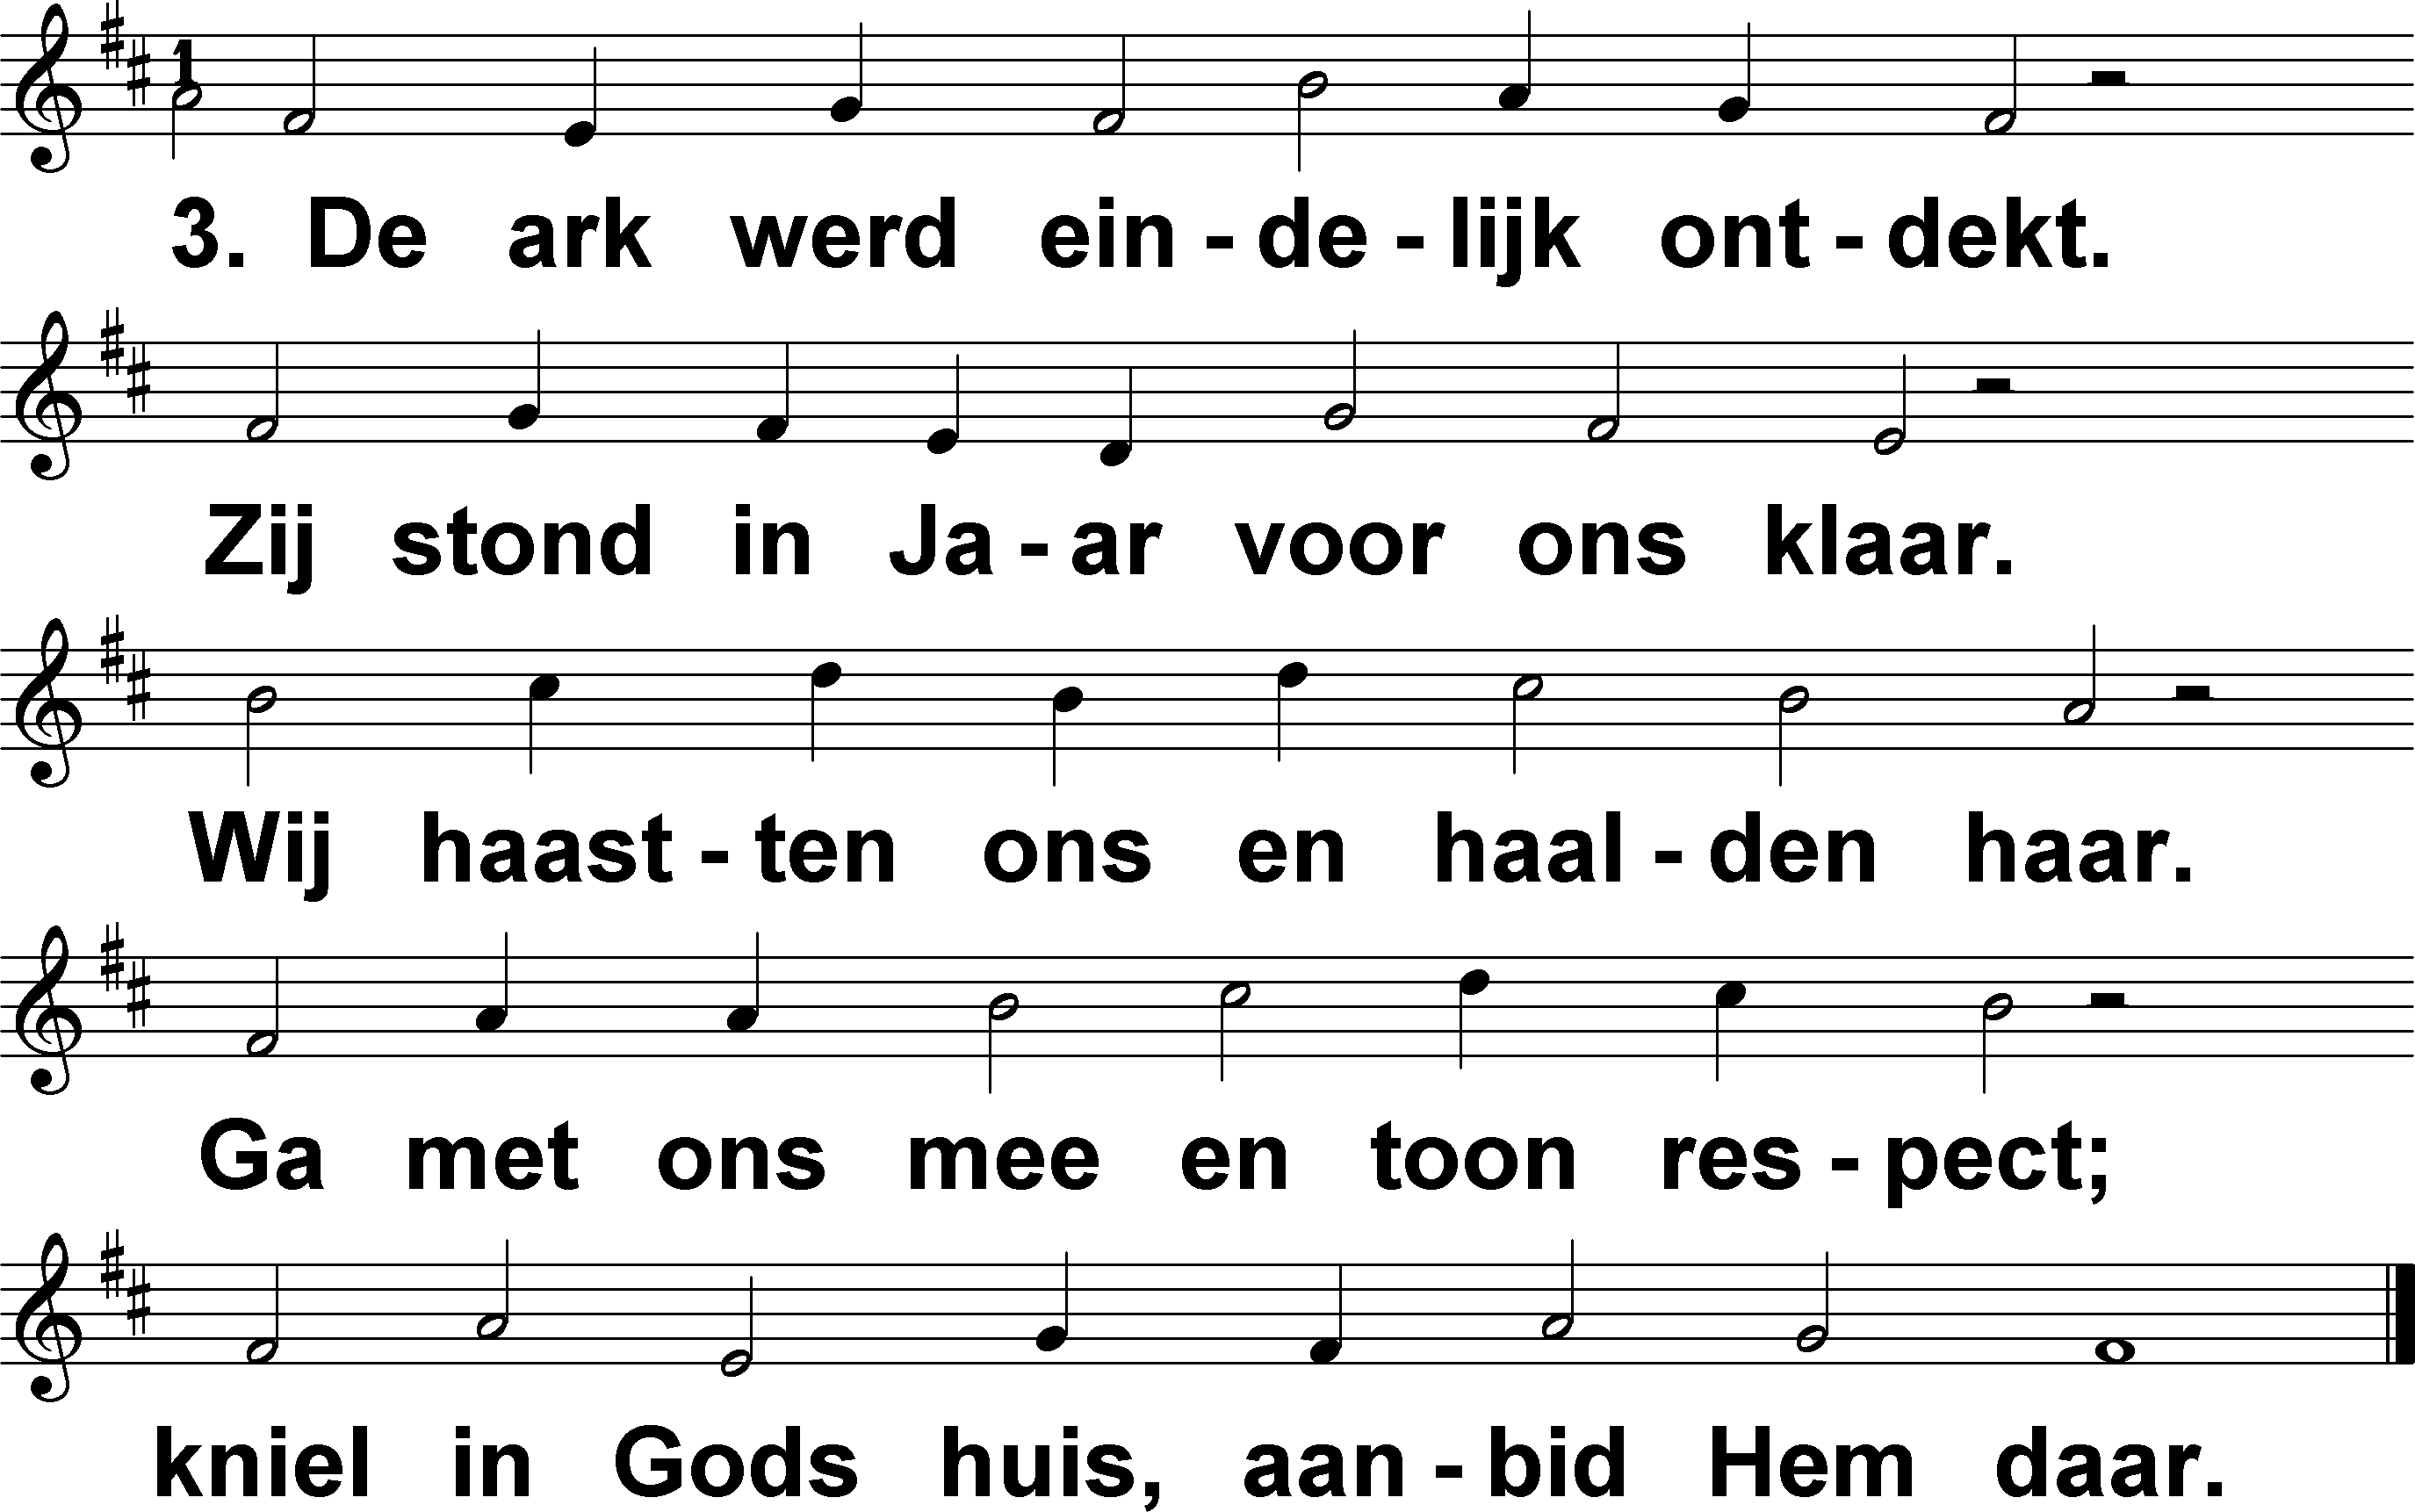 1
3. De ark werd ein - de - lijk ont - dekt.
Zij stond in Ja - ar voor ons klaar.
Wij haast - ten ons en haal - den haar.
Ga met ons mee en toon res - pect;
kniel in Gods huis, aan - bid Hem daar.